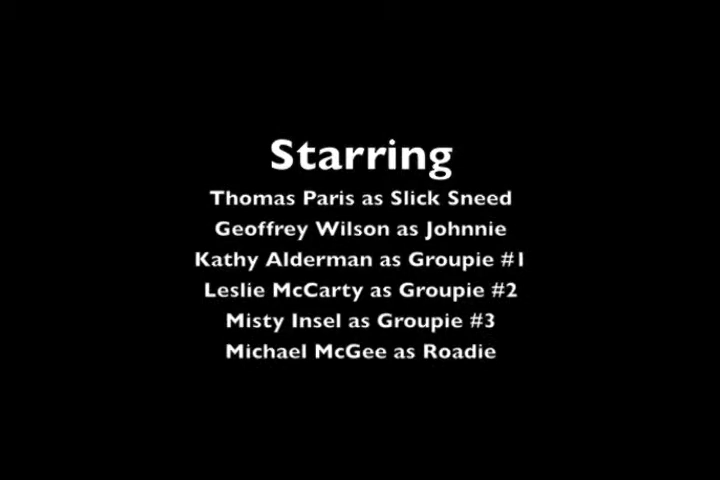 Starring
Thomas Paris as Slick Sneed
Geoffrey Wilson as Johnnie
Kathy Alderman as Groupie #1
Leslie McCarty as Groupie #2
Misty Insel as Groupie #3
Michael McGee as Roadie